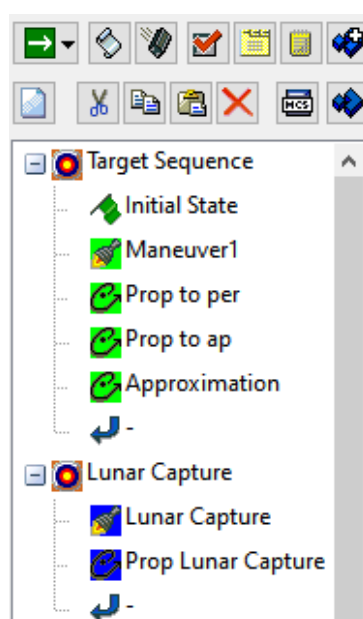 MCS
Target Sequence
Initial State
Maneuver1
Prop to per
Prop to ap
Approximation
-
Lunar Capture
Lunar Capture
Prop Lunar Capture
-